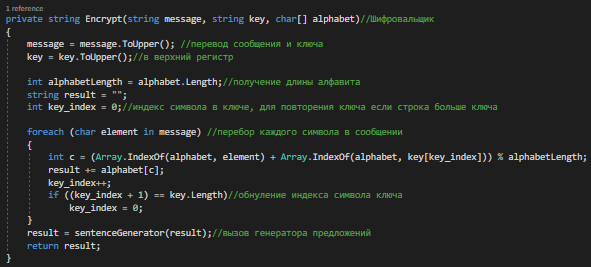 1 reference
private string Encrypt(string message, string key, char[] alphabet)//Шифровальщик
{
message = message.ToUpper(); //перевод сообщения и ключа
key = key.ToUpper();//в верхний регистр
int alphabetLength = alphabet.Length;//получение длины алфавита
string result = "";
int key_index = 0;//индекс символа в ключе, для повторения ключа если строка больше ключа
foreach (char element in message) //перебор каждого символа в сообщении
{
int c = (Array.IndexOf(alphabet, element) + Array.IndexOf(alphabet, key[key_index])) % alphabetLength;
result += alphabet[c];
key_index++;
if ((key_index + 1) == key.Length)//обнуление индекса символа ключа
key_index = 0;
}
result = sentenceGenerator(result);//вызов генератора предложений
return result;
}